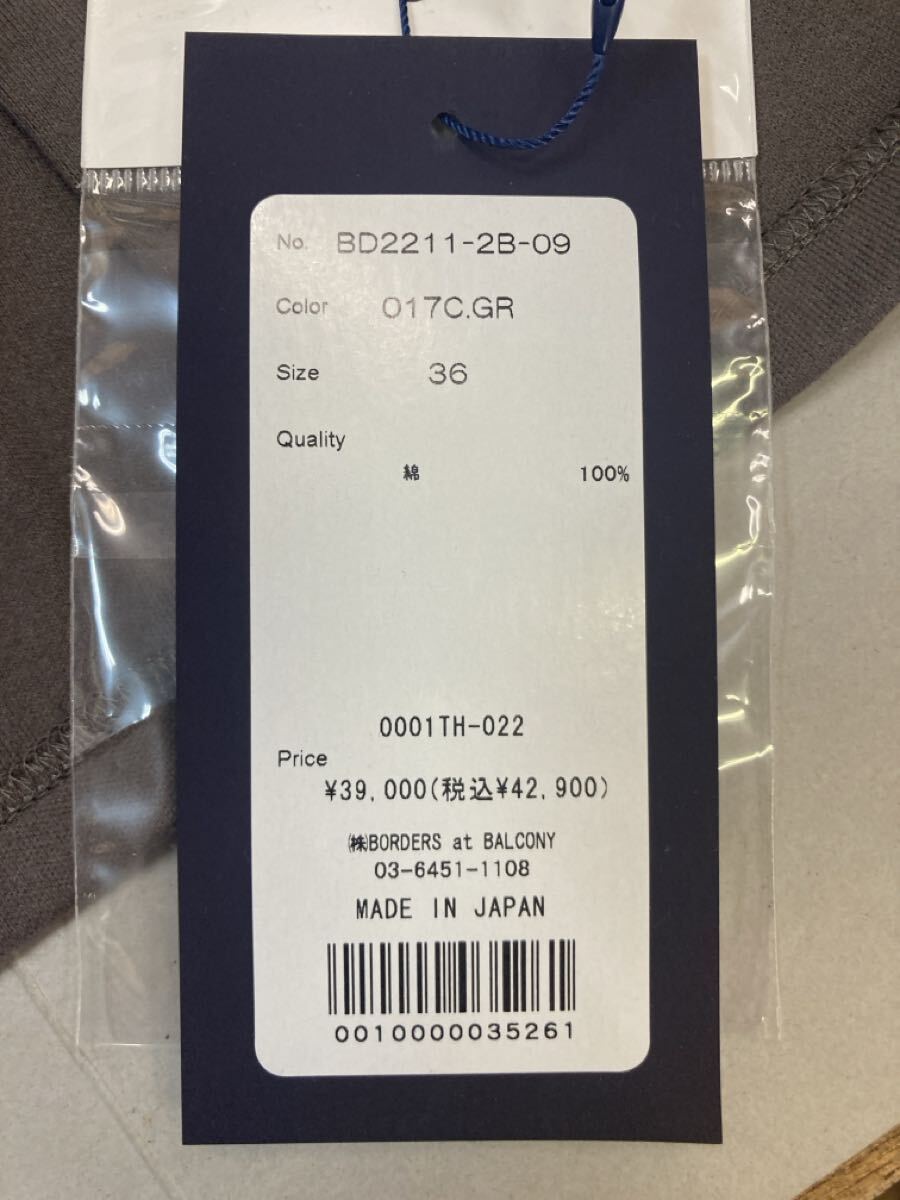 No. BD2211-2B-09
Color 017C.GR
Size 36
Quality
綿 100%
0001TH-022
Price
¥39,000(税込¥42,900)
㈱BORDERS at BALCONY
03-6451-1108
MADE IN JAPAN
0010000035261